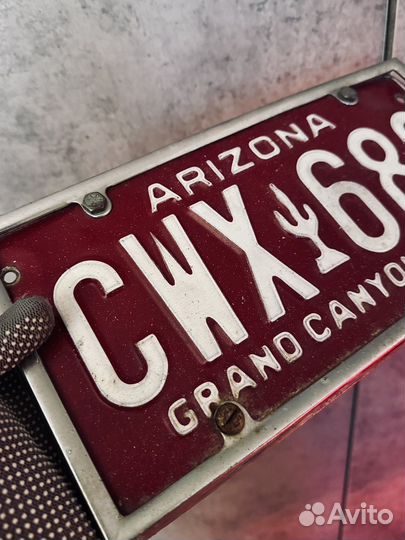 ARIZONA
CWX 68
GRAND CANYON
Avito